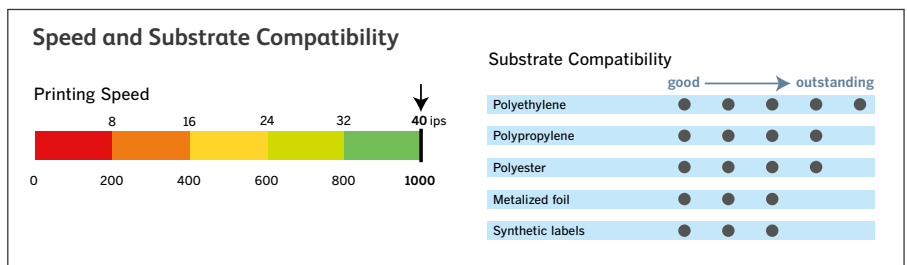 Speed and Substrate Compatibility
Printing Speed
8 16 24 32 40 ips
0 200 400 600 800 1000
Substrate Compatibility
good outstanding
Polyethylene
Polypropylene
Polyester
Metalized foil
Synthetic labels